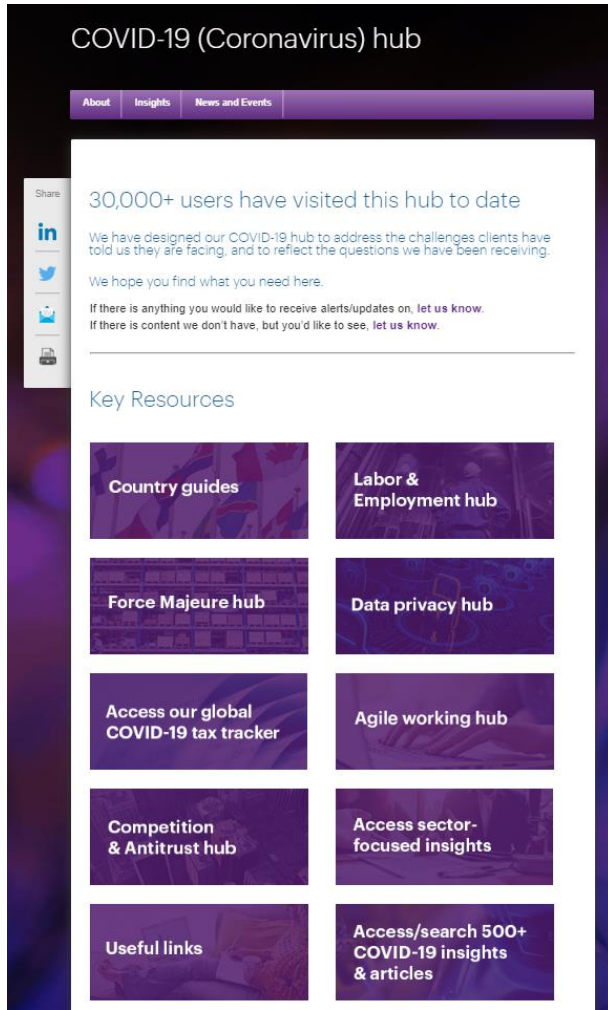 COVID-19 (Coronavirus) hub
About Insights News and Events
Share
30,000+ users have visited this hub to date
We have designed our COVID-19 hub to address the challenges clients have
told us they are facing, and to reflect the questions we have been receiving.
We hope you find what you need here.
If there is anything you would like to receive alerts/updates on, let us know.
If there is content we don't have, but you'd like to see, let us know.
in
Key Resources
Country guides
Labor &
Employment hub
Force Majeure hub
Data privacy hub
Access our global
COVID-19 tax tracker
Agile working hub
Competition
& Antitrust hub
Access sector-
focused insights
Useful links
Access/search 500+
COVID-19 insights
& articles